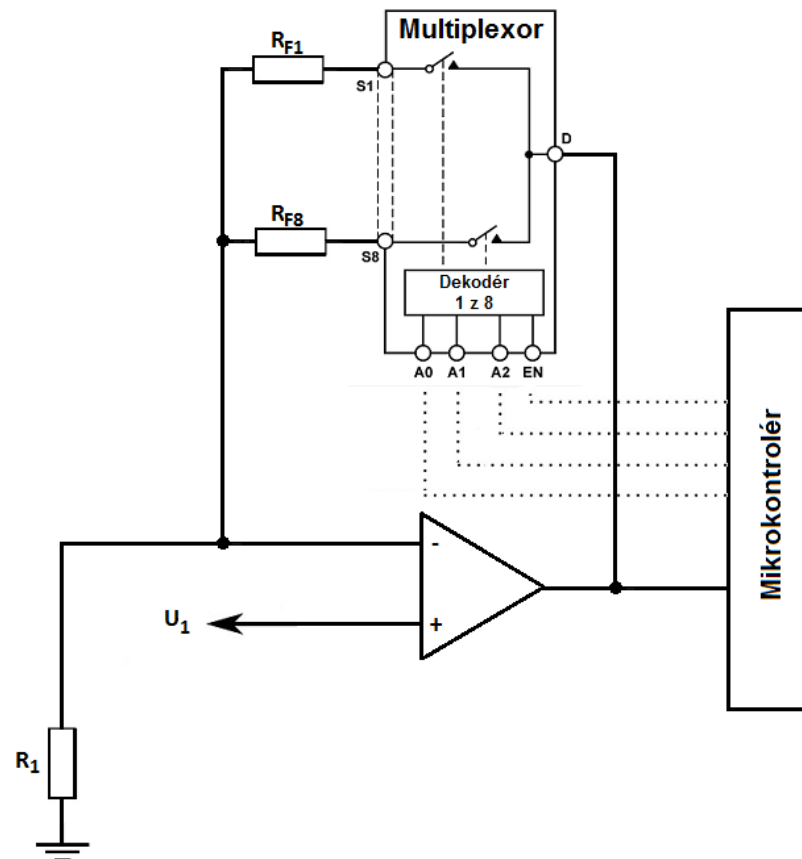 Multiplexor
RF1
S1
D
RF8
S8
Dekodér
1 z 8
A0 A1 A2 EN
Mikrokontrolér
-
U1
+
R1